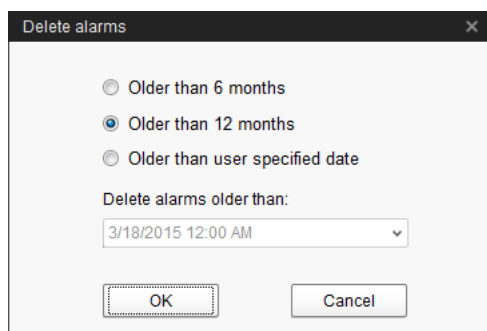 Delete alarms
Older than 6 months
Older than 12 months
Older than user specified date
Delete alarms older than:
3/18/2015 12:00 AM
OK Cancel